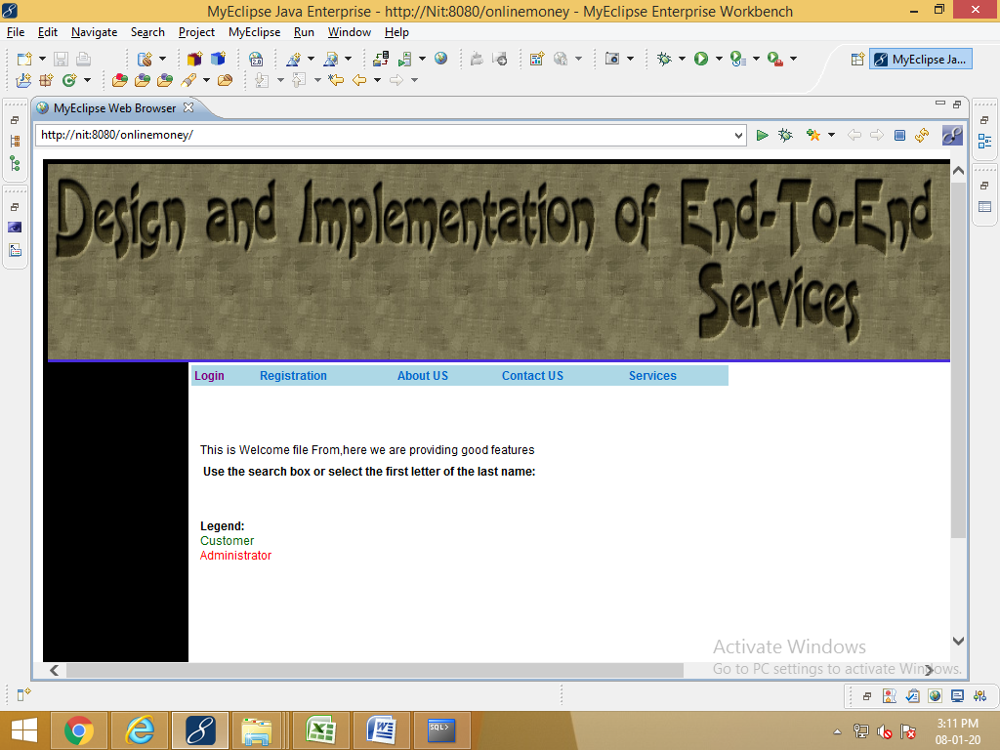 MyEclipse Java Enterprise - http://Nit:8080/onlinemoney - MyEclipse Enterprise Workbench
File Edit Navigate Search Project MyEclipse Run Window Help
MyEclipse Ja...
MyEclipse Web Browser
http://nit:8080/onlinemoney/
Design and Implementation of End-To-End
Services
Login Registration About US Contact US Services
This is Welcome file From,here we are providing good features
Use the search box or select the first letter of the last name:
Legend:
Customer
Administrator
Activate Windows
Go to PC settings to activate Windows.
SQL>
3:11 PM
08-01-20